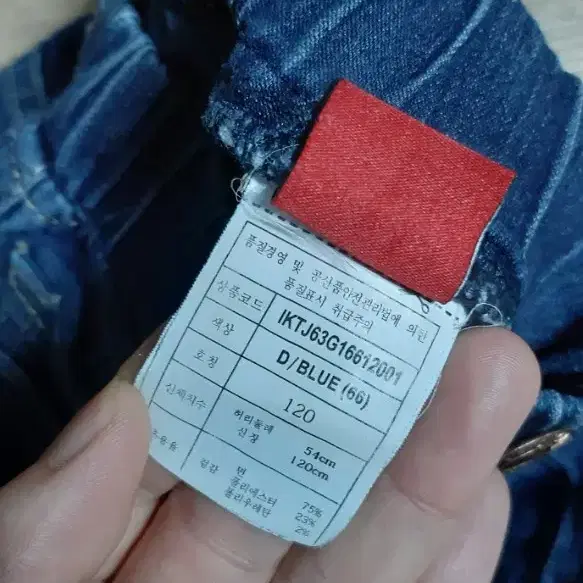 품질경영 및 공산품안전관리법에 의한
품질표시 취급주의
상품코드 IKTJ63G16612001
색상 D/BLUE (66)
호칭 120
신체치수 허리둘레 54cm
신장 120cm
겉감 면 75%
폴리에스터 23%
폴리우레탄 2%